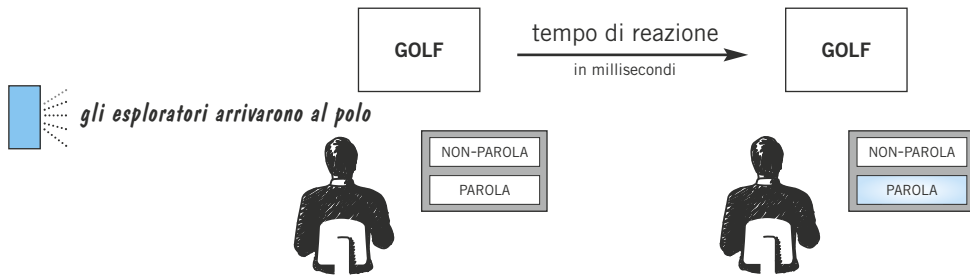 GOLF
tempo di reazione
in millisecondi
GOLF
gli esploratori arrivarono al polo
NON-PAROLA
PAROLA
NON-PAROLA
PAROLA